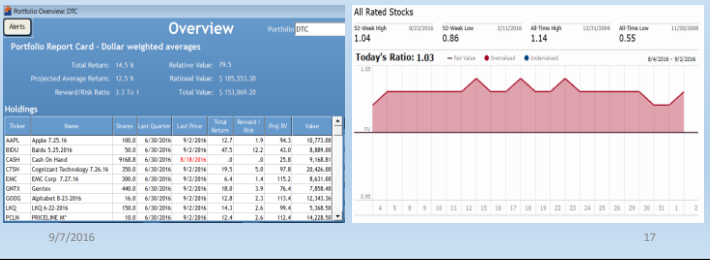 Portfolio Overview: DTC
Alerts
Overview
Portfolio DTC
Portfolio Report Card - Dollar weighted averages
Total Return: 14.5 % Relative Value: 79.5
Projected Average Return: 12.5 % Rational Value: $ 185,553.30
Reward/Risk Ratio 3.3 To 1 Total Value: $ 151,069.20
Holdings
Ticker Name Shares Last Quarter Last Price Total Return Reward / Risk Proj RV Value
AAPL Apple 7.25.16 100.0 6/30/2016 9/2/2016 12.7 1.9 94.3 10,773.00
BIDU Baidu 5.25.2016 50.0 6/30/2016 9/2/2016 47.5 12.2 43.0 8,889.00
CASH Cash On Hand 9168.8 6/30/2016 8/18/2016 .0 .0 25.8 9,168.81
CTSH Cognizant Technology 7.26.16 350.0 6/30/2016 9/2/2016 19.5 5.0 97.8 20,426.00
EMC EMC Corp 7.27.16 300.0 6/30/2016 9/2/2016 6.4 1.4 115.2 8,631.00
GNTX Gentex 440.0 6/30/2016 9/2/2016 18.0 3.9 76.4 7,858.40
GOOG Alphabet 8-23-2016 16.0 6/30/2016 9/2/2016 12.8 2.3 113.4 12,343.36
LKQ LKQ 6-22-2016 150.0 6/30/2016 9/2/2016 14.3 2.6 99.4 5,368.50
PCLN PRICELINE M* 10.0 6/30/2016 9/2/2016 12.4 2.6 112.4 14,228.50
All Rated Stocks
52-Week High 8/23/2016 52-Week Low 2/11/2016 All-Time High 12/31/2004 All-Time Low 11/20/2008
1.04 0.86 1.14 0.55
Today's Ratio: 1.03 Fair Value Overvalued Undervalued 8/4/2016 - 9/2/2016
1.05
FV
0.95
4 5 8 9 10 11 12 15 16 17 18 19 22 23 24 25 26 29 30 31 1 2
9/7/2016 17